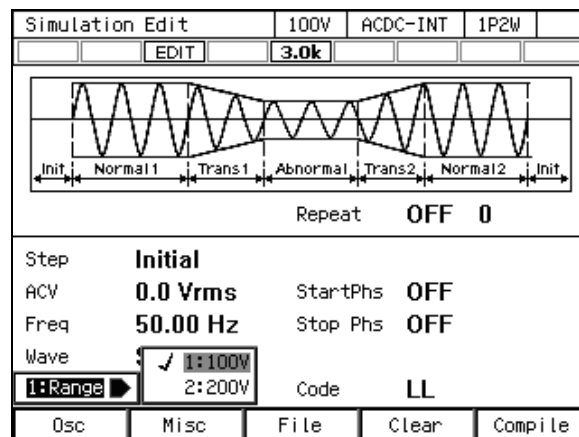 Simulation Edit 100V ACDC-INT 1P2W
EDIT 3.0k
Init Normal1 Trans1 Abnormal Trans2 Normal2 Init
Repeat OFF 0
Step Initial
ACV 0.0 Vrms StartPhs OFF
Freq 50.00 Hz Stop Phs OFF
Wave ✓ 1:100V
1:Range 2:200V Code LL
Osc Misc File Clear Compile